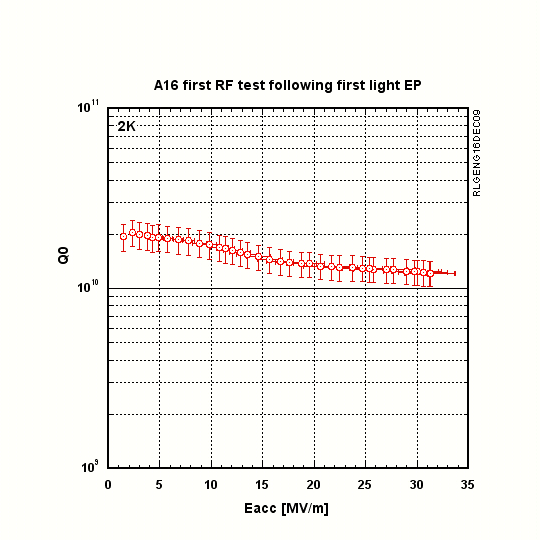 A16 first RF test following first light EP
10^11
2K
RLGENG16DEC09
Q0
10^10
10^9
0 5 10 15 20 25 30 35
Eacc [MV/m]